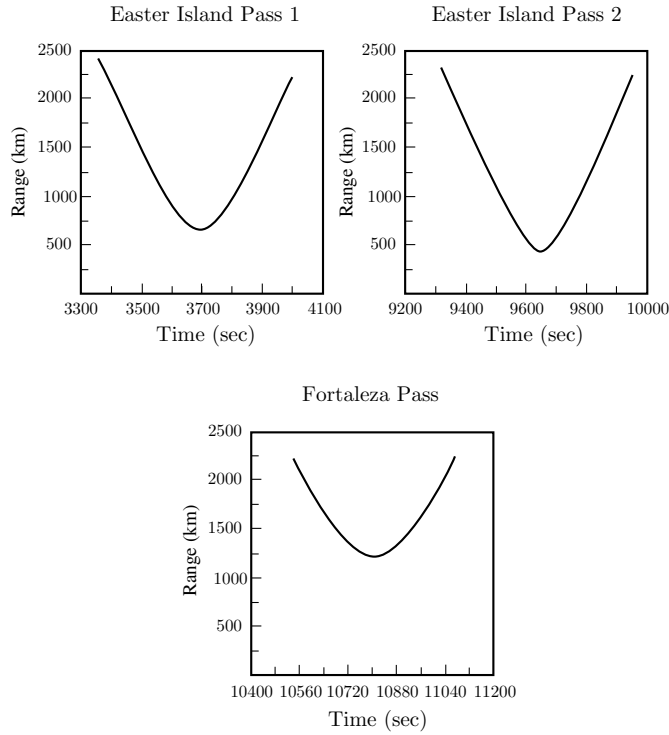 Easter Island Pass 1
Easter Island Pass 2
2500
2000
1500
1000
500
Range (km)
3300 3500 3700 3900 4100
Time (sec)
2500
2000
1500
1000
500
Range (km)
9200 9400 9600 9800 10000
Time (sec)
Fortaleza Pass
2500
2000
1500
1000
500
Range (km)
10400 10560 10720 10880 11040 11200
Time (sec)